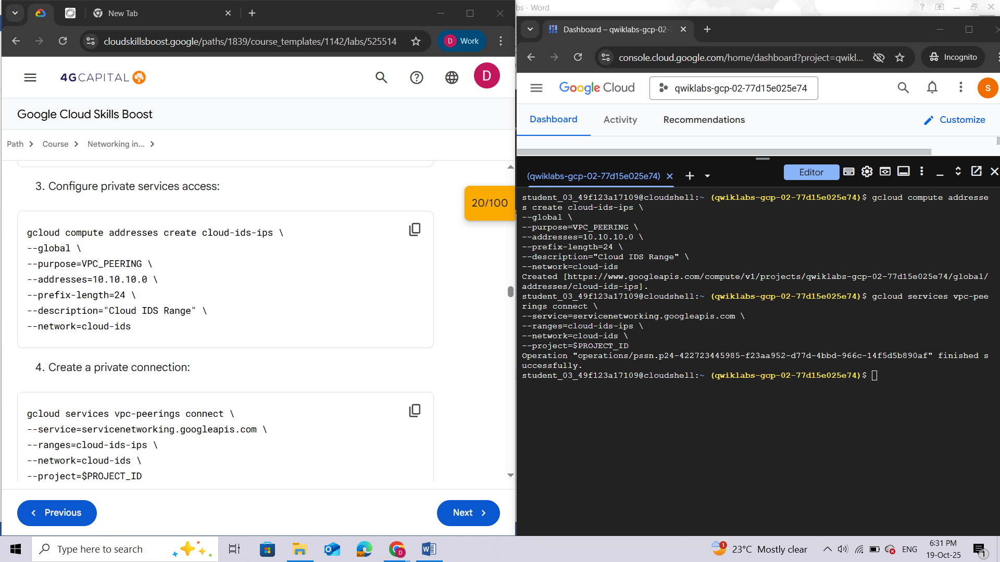 New Tab
cloudskillsboost.google/paths/1839/course_templates/1142/labs/525514
D
Work
4GCAPITAL
D
Google Cloud Skills Boost
Path
Course
Networking in...
3. Configure private services access:
20/100
gcloud compute addresses create cloud-ids-ips \
--global \
--purpose=VPC_PEERING \
--addresses=10.10.10.0 \
--prefix-length=24 \
--description="Cloud IDS Range" \
--network=cloud-ids
4. Create a private connection:
gcloud services vpc-peerings connect \
--service=servicenetworking.googleapis.com \
--ranges=cloud-ids-ips \
--network=cloud-ids \
--project=$PROJECT_ID
Previous
Next
bs - Word
Dashboard – qwiklabs-gcp-02-7
console.cloud.google.com/home/dashboard?project=qwikl...
Incognito
Google Cloud
qwiklabs-gcp-02-77d15e025e74
S
Dashboard
Activity
Recommendations
Customize
(qwiklabs-gcp-02-77d15e025e74)
Editor
student_03_49f123a17109@cloudshell:~ (qwiklabs-gcp-02-77d15e025e74)$ gcloud compute addresse
s create cloud-ids-ips \
--global \
--purpose=VPC_PEERING \
--addresses=10.10.10.0 \
--prefix-length=24 \
--description="Cloud IDS Range" \
--network=cloud-ids
Created [https://www.googleapis.com/compute/v1/projects/qwiklabs-gcp-02-77d15e025e74/global/
addresses/cloud-ids-ips].
student_03_49f123a17109@cloudshell:~ (qwiklabs-gcp-02-77d15e025e74)$ gcloud services vpc-pee
rings connect \
--service=servicenetworking.googleapis.com \
--ranges=cloud-ids-ips \
--network=cloud-ids \
--project=$PROJECT_ID
Operation "operations/pssn.p24-422723445985-f23aa952-d77d-4bbd-966c-14f5d5b890af" finished s
uccessfully.
student_03_49f123a17109@cloudshell:~ (qwiklabs-gcp-02-77d15e025e74)$
Type here to search
23°C Mostly clear
ENG
6:31 PM
19-Oct-25
1